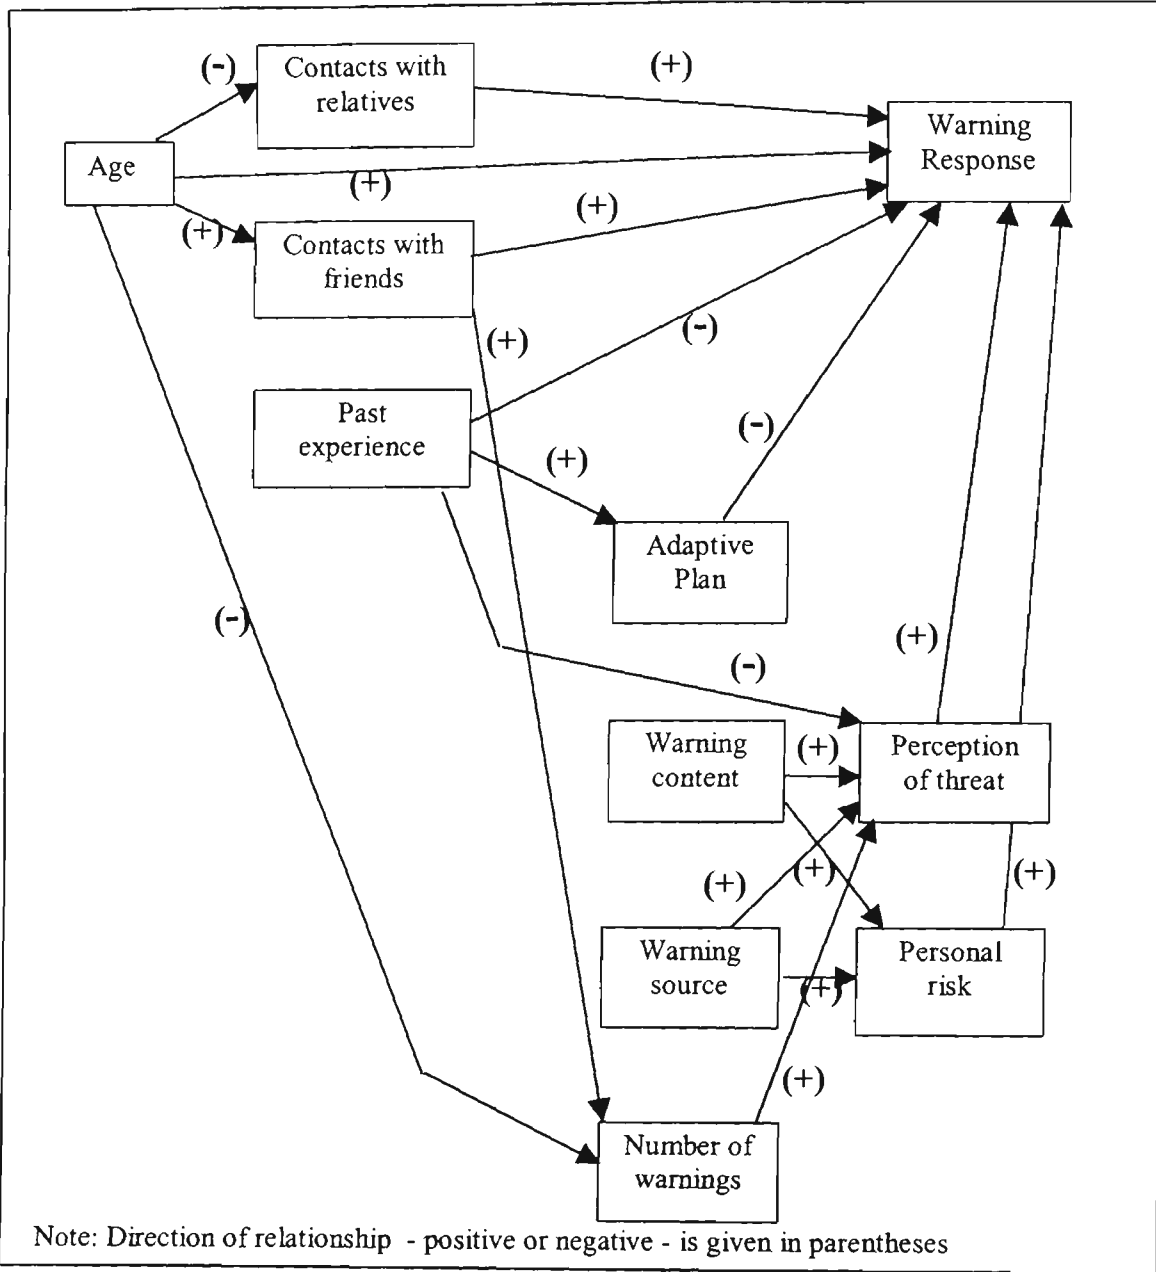 (-)
Contacts with
relatives
(+)
Warning
Response
Age
(+)
(+)
(+)
Contacts with
friends
(+)
(-)
Past
experience
(+)
(-)
Adaptive
Plan
(-)
(+)
(-)
Warning
content
(+)
Perception
of threat
(+)
(+)
(+)
Warning
source
(+)
Personal
risk
(+)
Number of
warnings
Note: Direction of relationship - positive or negative - is given in parentheses